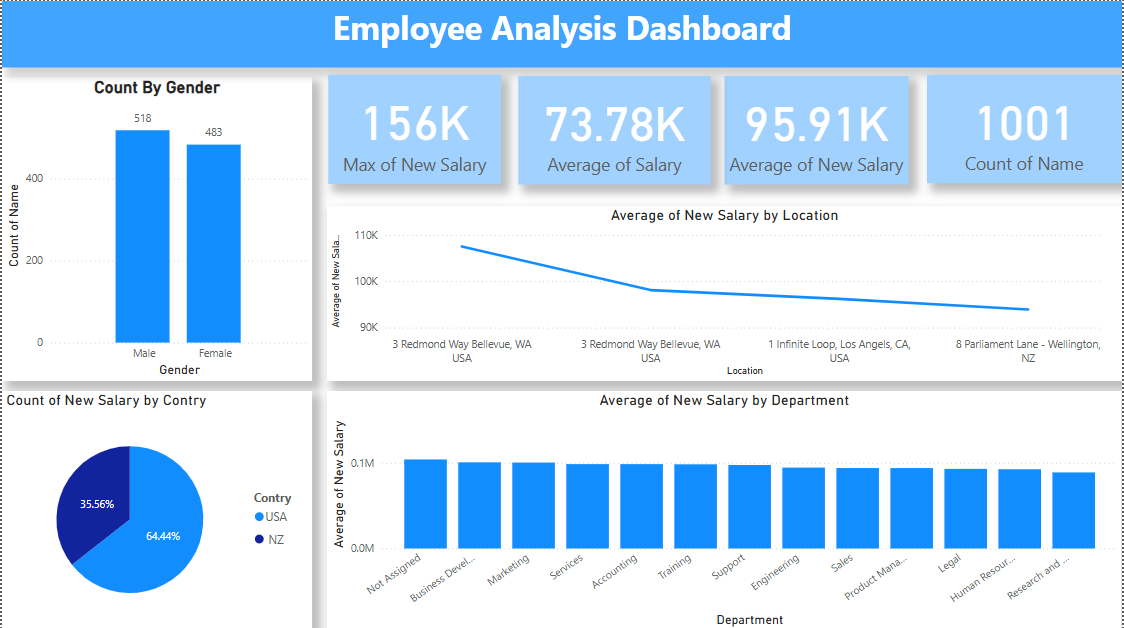 Employee Analysis Dashboard
Count By Gender
518
483
400
200
0
Count of Name
Male
Female
Gender
156K
Max of New Salary
73.78K
Average of Salary
95.91K
Average of New Salary
1001
Count of Name
Average of New Salary by Location
110K
100K
90K
Average of New Sala...
3 Redmond Way Bellevue, WA
USA
3 Redmond Way Bellevue, WA
USA
1 Infinite Loop, Los Angels, CA,
USA
8 Parliament Lane - Wellington,
NZ
Location
Count of New Salary by Contry
35.56%
64.44%
Contry
USA
NZ
Average of New Salary by Department
0.1M
0.0M
Average of New Salary
Not Assigned
Business Devel...
Marketing
Services
Accounting
Training
Support
Engineering
Sales
Product Mana...
Legal
Human Resour...
Research and ...
Department